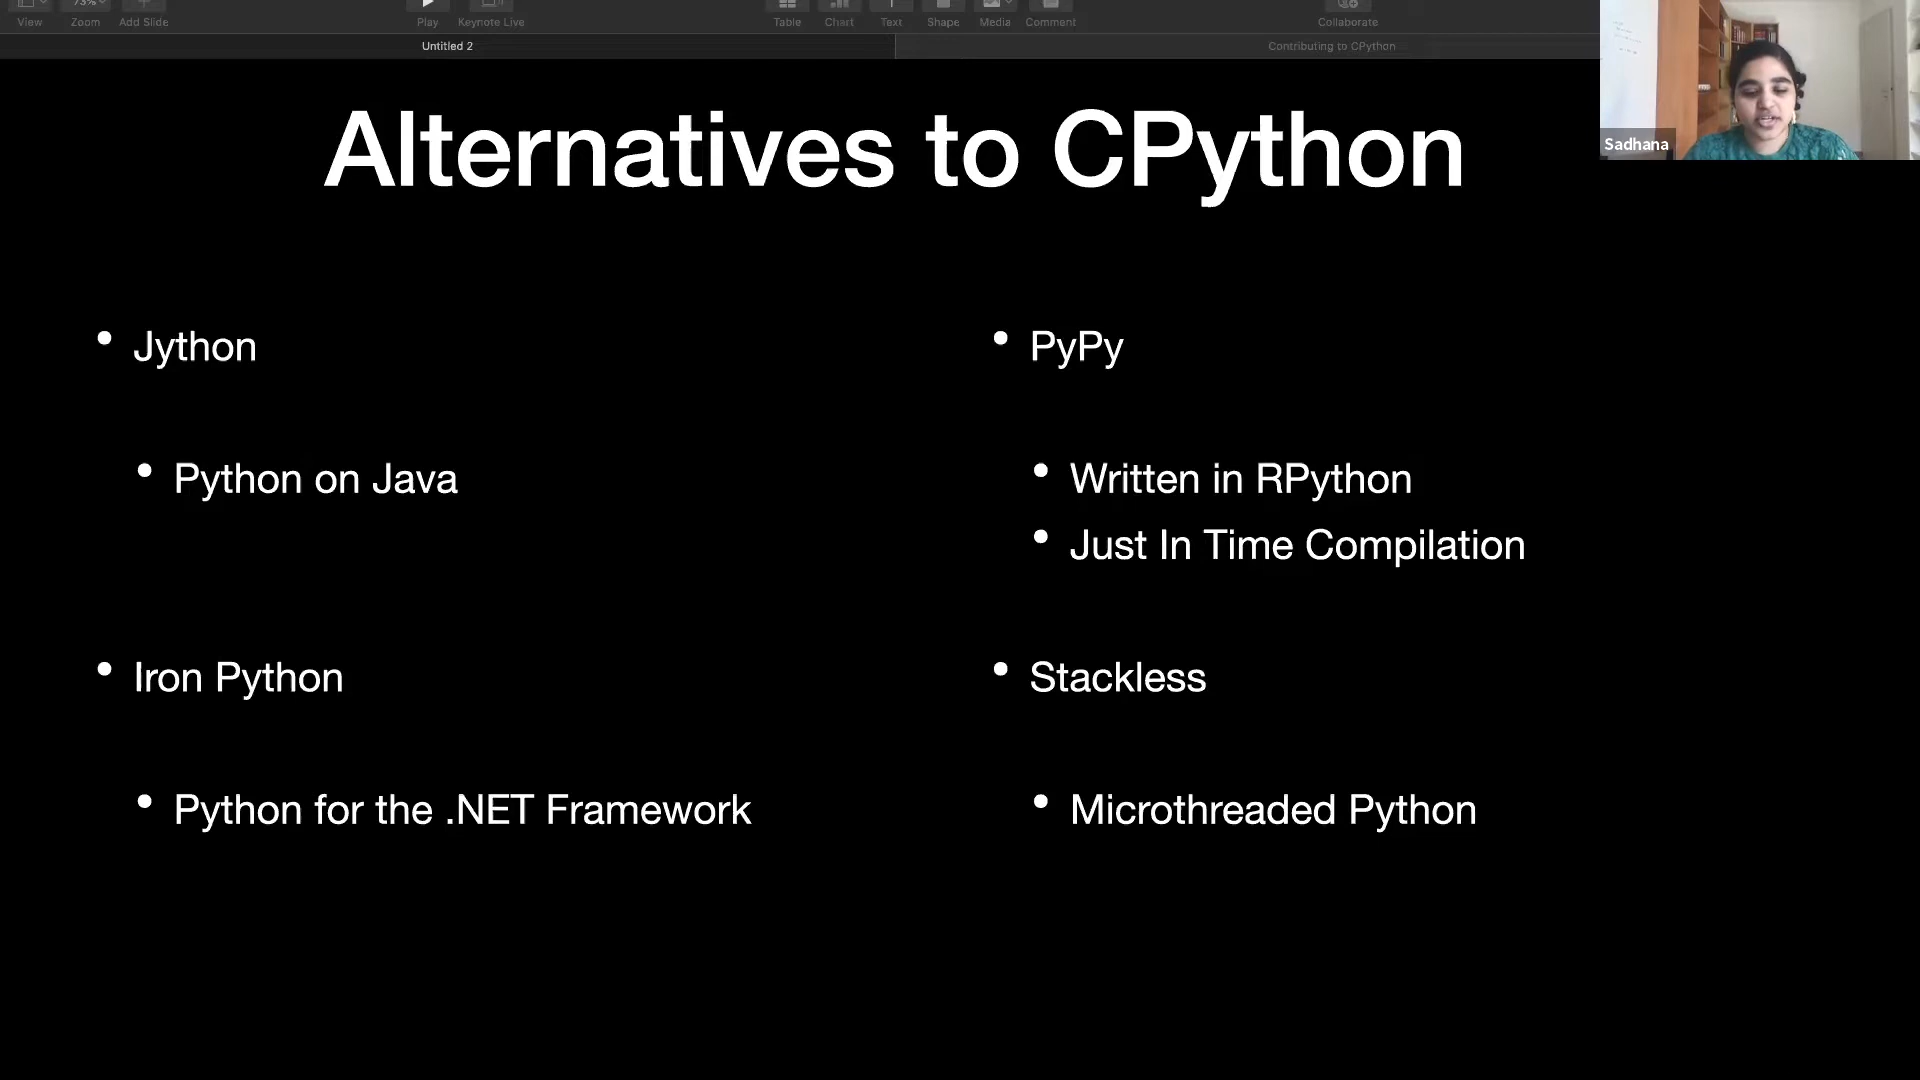 73%
View
Zoom
Add Slide
Play
Keynote Live
Table
Chart
Text
Shape
Media
Comment
Collaborate
Untitled 2
Contributing to CPython
Sadhana
Alternatives to CPython
• Jython
• Python on Java
• Iron Python
• Python for the .NET Framework
• PyPy
• Written in RPython
• Just In Time Compilation
• Stackless
• Microthreaded Python